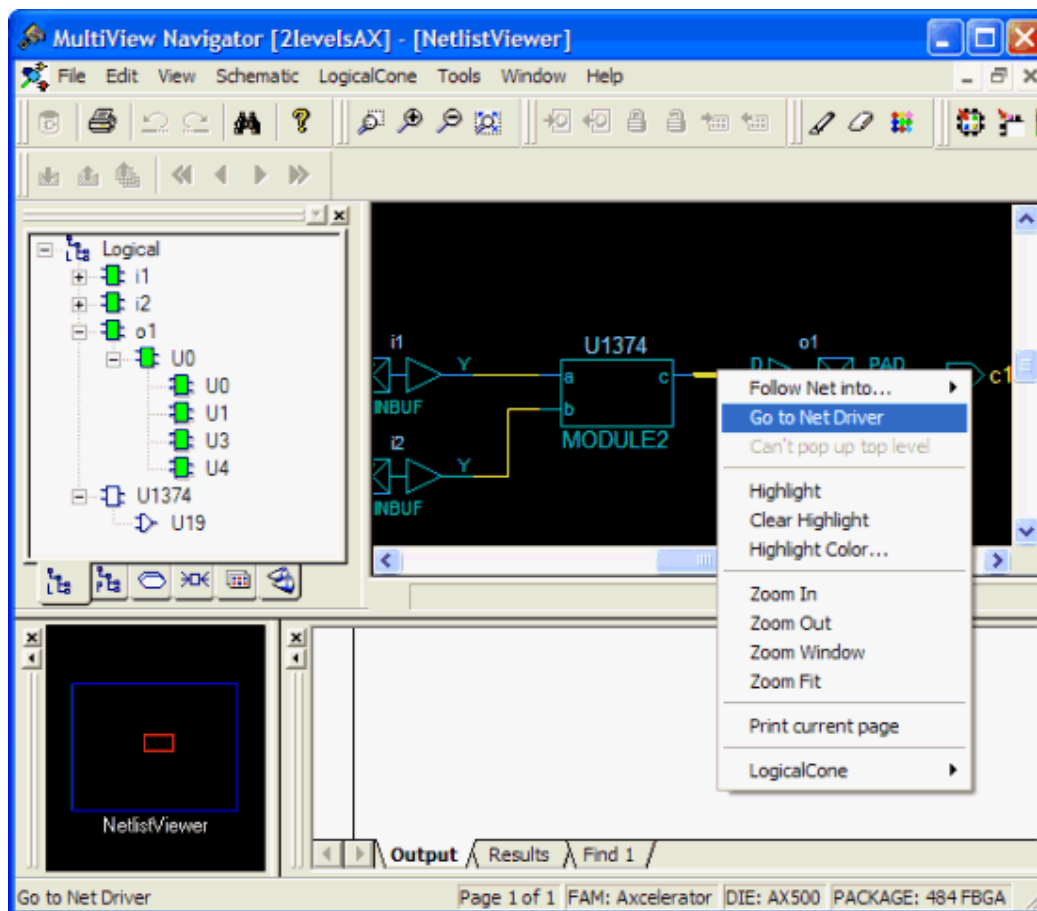 MultiView Navigator [2levelsAX] - [NetlistViewer]
File Edit View Schematic LogicalCone Tools Window Help
Logical
i1
i2
o1
U0
U0
U1
U3
U4
U1374
U19
i1
Y
INBUF
i2
Y
INBUF
U1374
a
c
b
MODULE2
o1
D
PAD
c1
Follow Net into...
Go to Net Driver
Can't pop up top level
Highlight
Clear Highlight
Highlight Color...
Zoom In
Zoom Out
Zoom Window
Zoom Fit
Print current page
LogicalCone
NetlistViewer
Output Results Find 1
Go to Net Driver
Page 1 of 1 FAM: Axcelerator DIE: AX500 PACKAGE: 484 FBGA